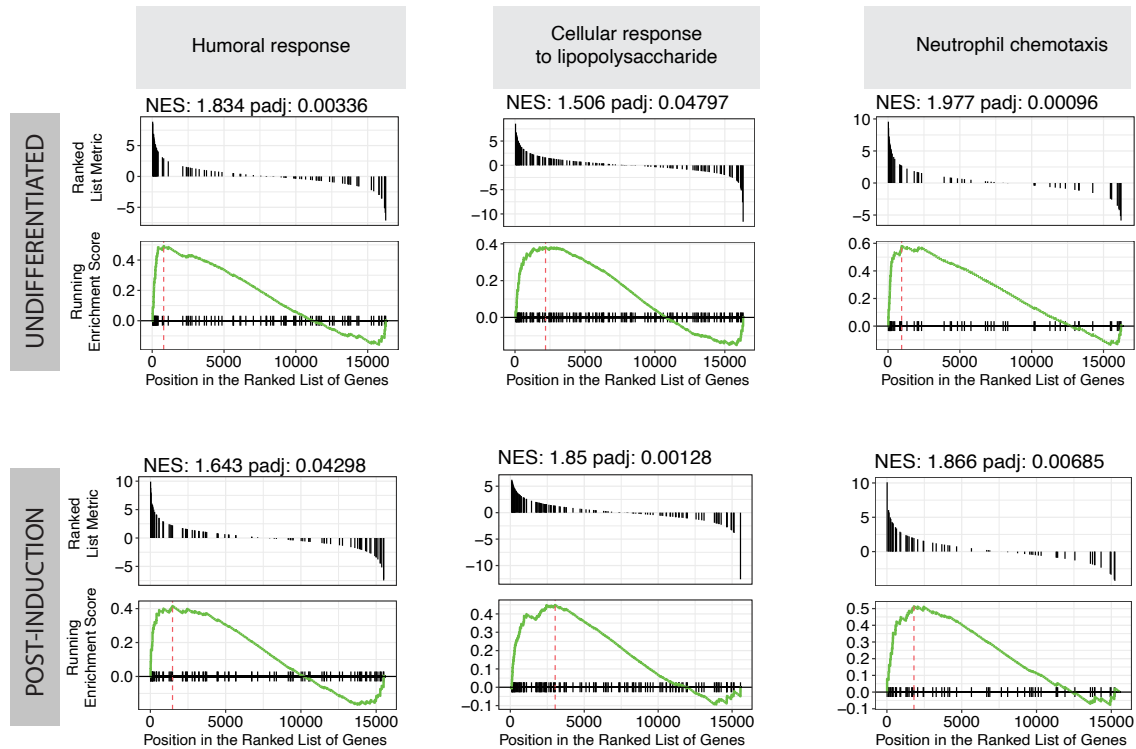 Humoral response
Cellular response
to lipopolysaccharide
Neutrophil chemotaxis
UNDIFFERENTIATED
NES: 1.834 padj: 0.00336
Ranked
List Metric
5
0
−5
Running
Enrichment Score
0.4
0.2
0.0
0 5000 10000 15000
Position in the Ranked List of Genes
NES: 1.506 padj: 0.04797
5
0
−5
−10
0.4
0.2
0.0
0 5000 10000 15000
Position in the Ranked List of Genes
NES: 1.977 padj: 0.00096
10
5
0
−5
0.6
0.4
0.2
0.0
0 5000 10000 15000
Position in the Ranked List of Genes
POST-INDUCTION
NES: 1.643 padj: 0.04298
Ranked
List Metric
10
5
0
−5
Running
Enrichment Score
0.4
0.2
0.0
0 5000 10000 15000
Position in the Ranked List of Genes
NES: 1.85 padj: 0.00128
5
0
−5
−10
0.4
0.3
0.2
0.1
0.0
−0.1
0 5000 10000 15000
Position in the Ranked List of Genes
NES: 1.866 padj: 0.00685
10
5
0
0.5
0.4
0.3
0.2
0.1
0.0
−0.1
0 5000 10000 15000
Position in the Ranked List of Genes